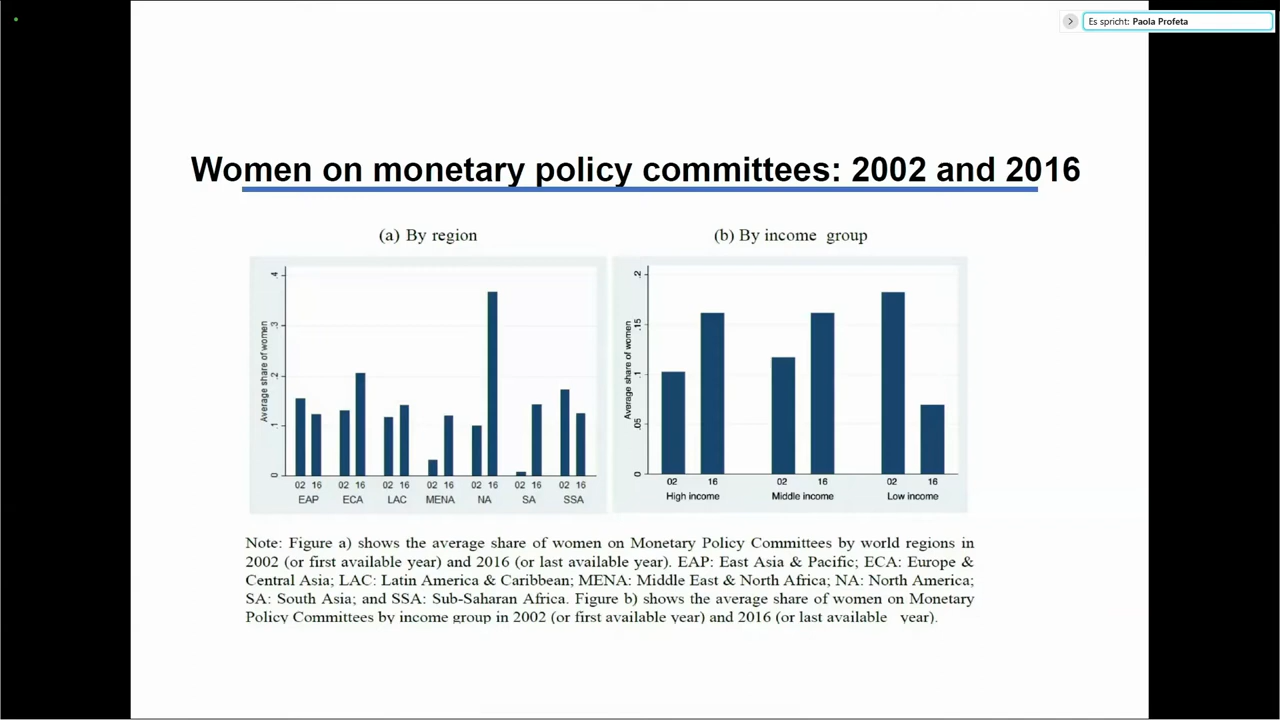 Es spricht: Paola Profeta
Women on monetary policy committees: 2002 and 2016
(a) By region
(b) By income group
Average share of women
0 .1 .2 .3 .4
02 16 02 16 02 16 02 16 02 16 02 16 02 16
EAP ECA LAC MENA NA SA SSA
Average share of women
0 .05 .1 .15 .2
02 16 02 16 02 16
High income Middle income Low income
Note: Figure a) shows the average share of women on Monetary Policy Committees by world regions in
2002 (or first available year) and 2016 (or last available year). EAP: East Asia & Pacific; ECA: Europe &
Central Asia; LAC: Latin America & Caribbean; MENA: Middle East & North Africa; NA: North America;
SA: South Asia; and SSA: Sub-Saharan Africa. Figure b) shows the average share of women on Monetary
Policy Committees by income group in 2002 (or first available year) and 2016 (or last available year).